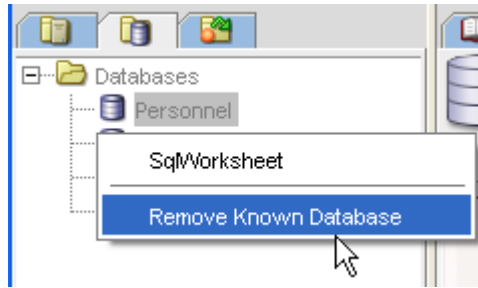 Databases
Personnel
SqlWorksheet
Remove Known Database